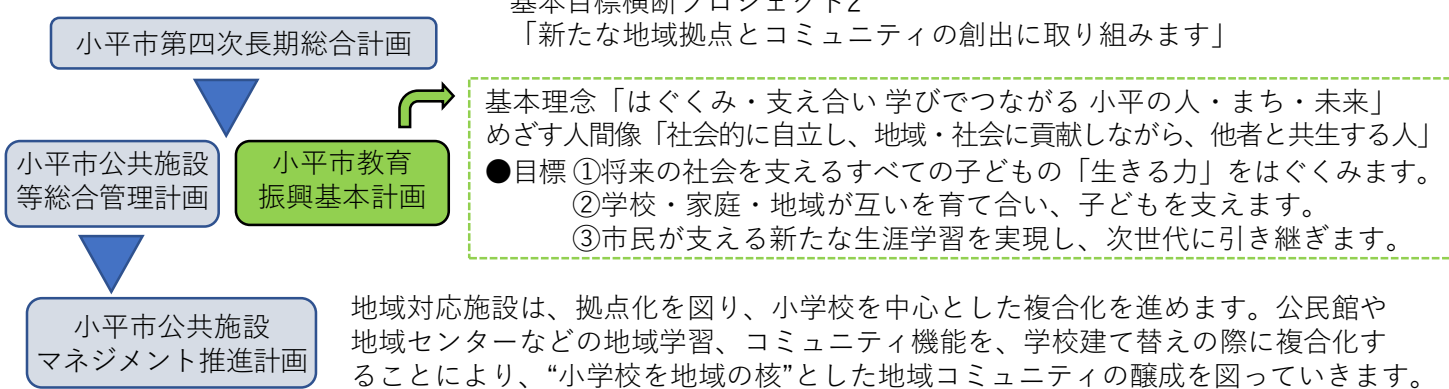 基本目標横断プロジェクト2
「新たな地域拠点とコミュニティの創出に取り組みます」
小平市第四次長期総合計画
基本理念「はぐくみ・支え合い 学びでつながる 小平の人・まち・未来」
めざす人間像「社会的に自立し、地域・社会に貢献しながら、他者と共生する人」
●目標 ①将来の社会を支えるすべての子どもの「生きる力」をはぐくみます。
②学校・家庭・地域が互いを育て合い、子どもを支えます。
③市民が支える新たな生涯学習を実現し、次世代に引き継ぎます。
小平市公共施設
等総合管理計画
小平市教育
振興基本計画
小平市公共施設
マネジメント推進計画
地域対応施設は、拠点化を図り、小学校を中心とした複合化を進めます。公民館や
地域センターなどの地域学習、コミュニティ機能を、学校建て替えの際に複合化す
ることにより、“小学校を地域の核”とした地域コミュニティの醸成を図っていきます。